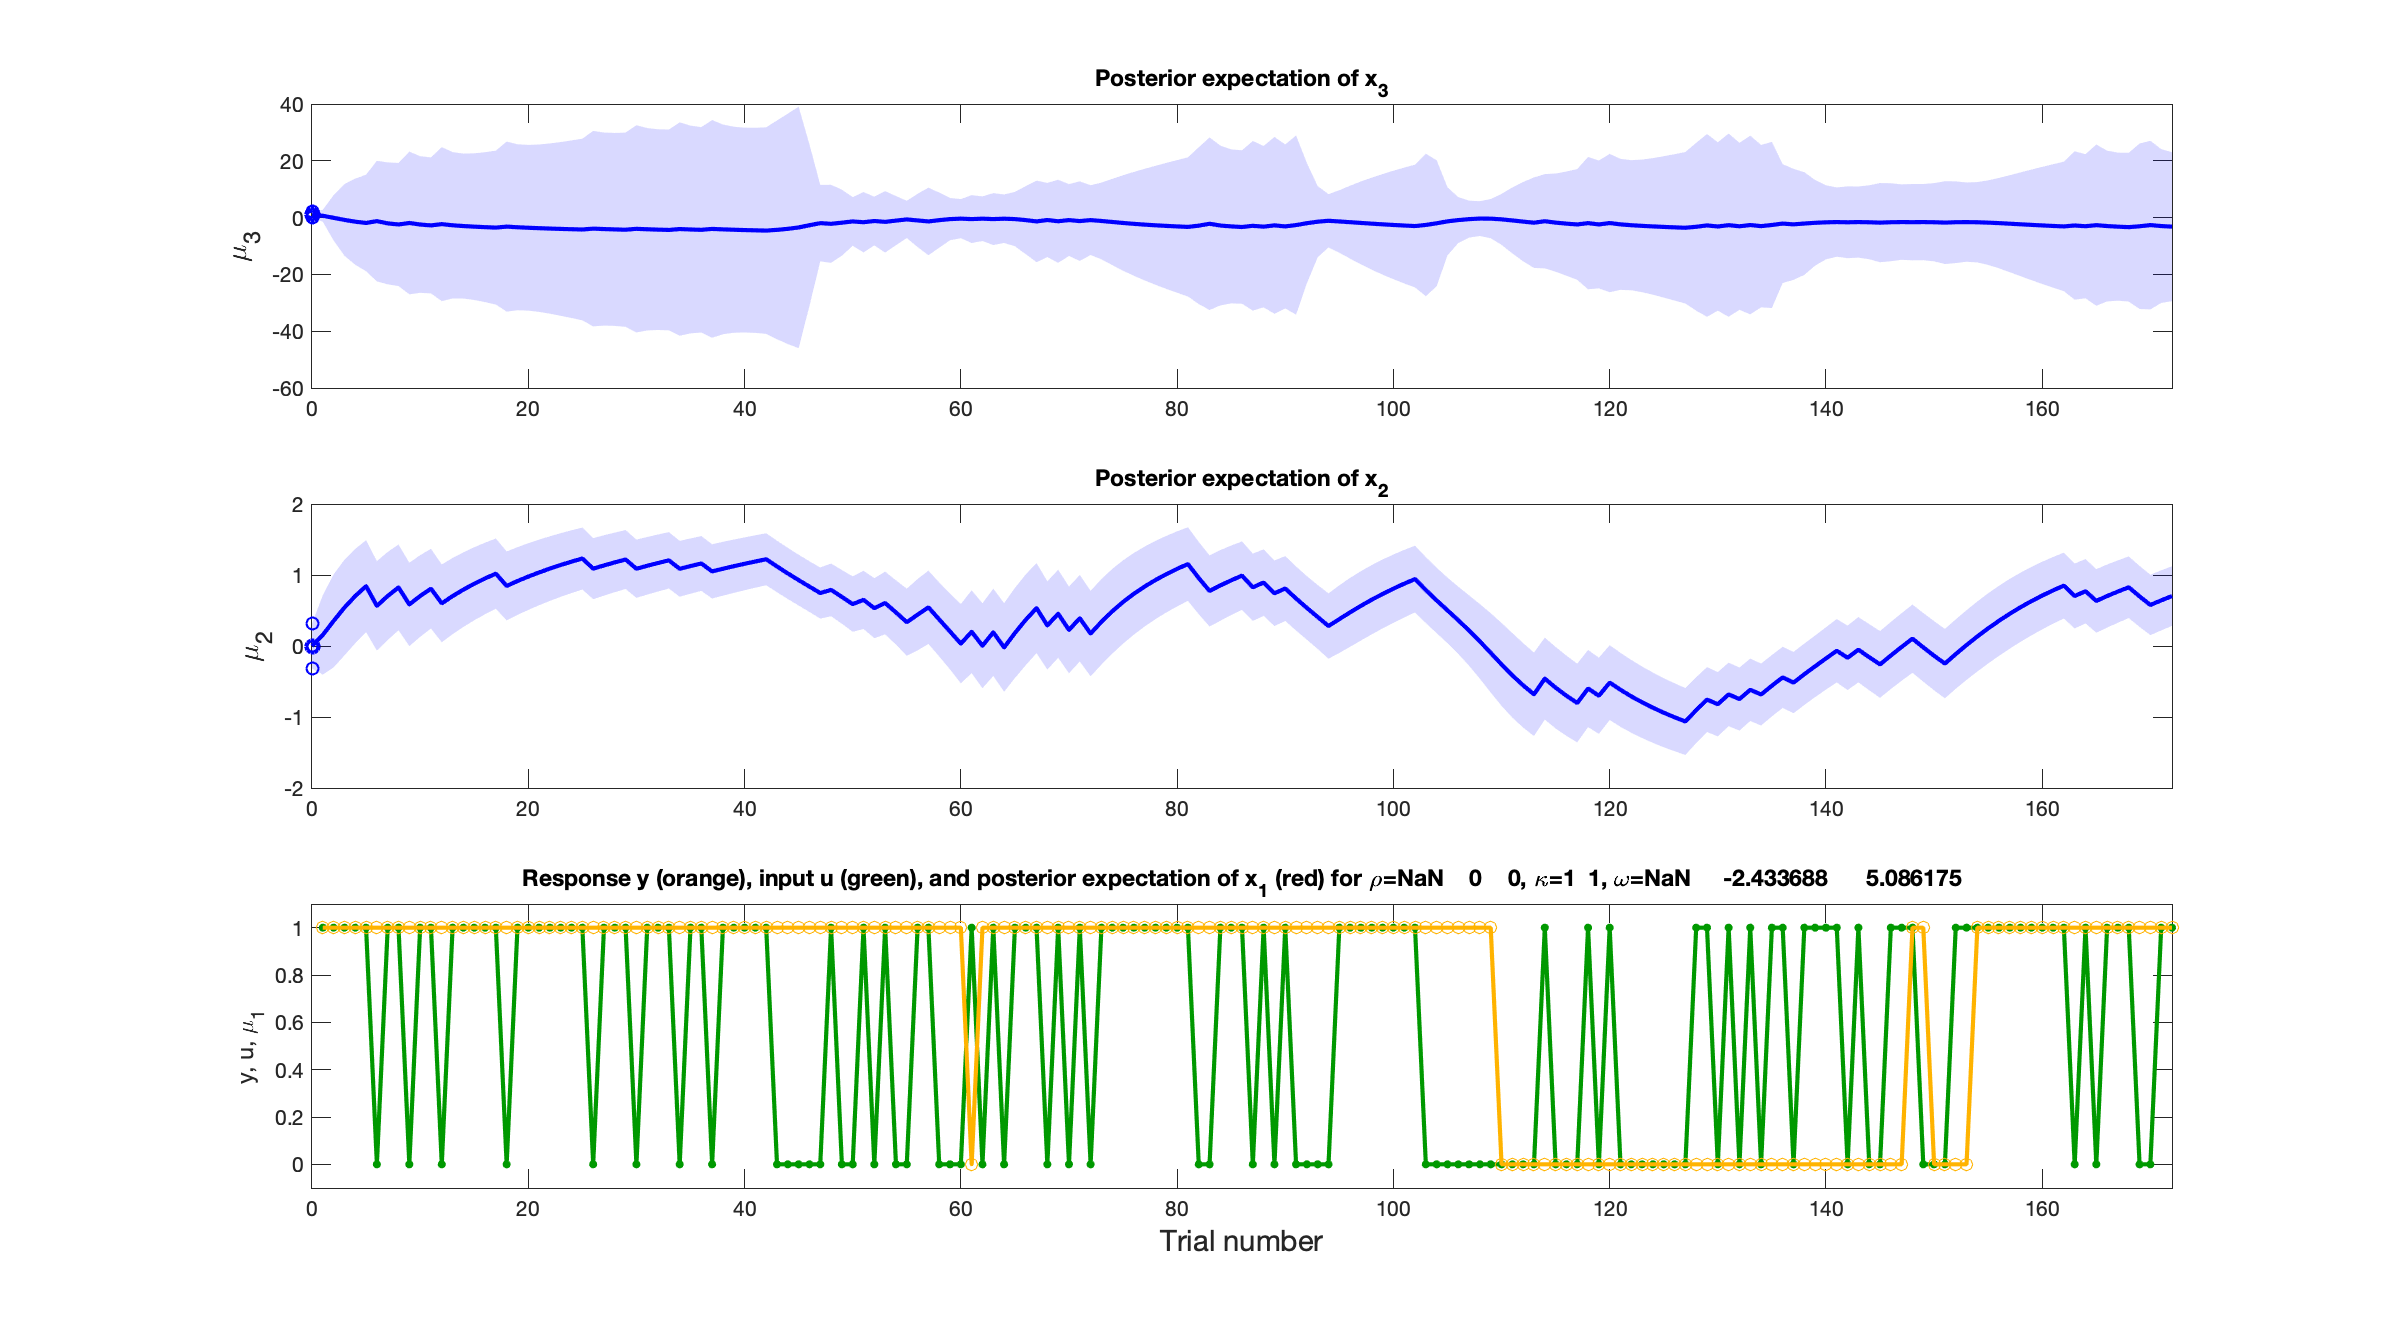 Posterior expectation of x3
40
20
0
-20
-40
-60
μ3
0 20 40 60 80 100 120 140 160
Posterior expectation of x2
2
1
0
-1
-2
μ2
0 20 40 60 80 100 120 140 160
Response y (orange), input u (green), and posterior expectation of x1 (red) for ρ=NaN 0 0, κ=1 1, ω=NaN -2.433688 5.086175
1
0.8
0.6
0.4
0.2
0
y, u, μ1
0 20 40 60 80 100 120 140 160
Trial number